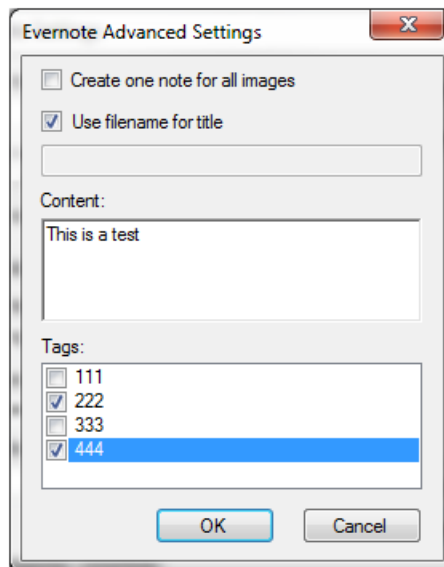 Evernote Advanced Settings
Create one note for all images
Use filename for title
Content:
This is a test
Tags:
111
222
333
444
OK
Cancel